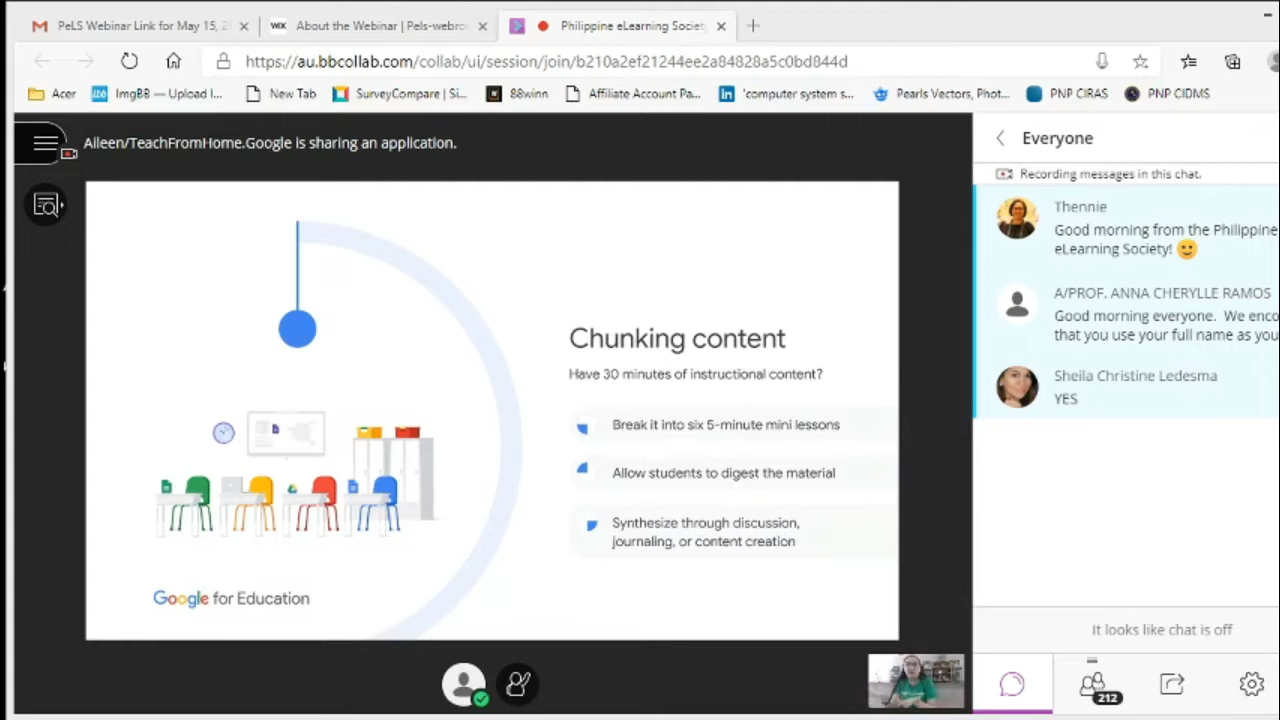 PeLS Webinar Link for May 15, 2
WIX About the Webinar | Pels-webro
Philippine eLearning Society
https://au.bbcollab.com/collab/ui/session/join/b210a2ef21244ee2a84828a5c0bd844d
Acer
ImgBB — Upload I...
New Tab
SurveyCompare | Si...
88winn
Affiliate Account Pa...
'computer system s...
Pearls Vectors, Phot...
PNP CIRAS
PNP CIDMS
Aileen/TeachFromHome.Google is sharing an application.
Chunking content
Have 30 minutes of instructional content?
Break it into six 5-minute mini lessons
Allow students to digest the material
Synthesize through discussion,
journaling, or content creation
Google for Education
Everyone
Recording messages in this chat.
Thennie
Good morning from the Philippine
eLearning Society!
A/PROF. ANNA CHERYLLE RAMOS
Good morning everyone. We enco
that you use your full name as you
Sheila Christine Ledesma
YES
It looks like chat is off
212